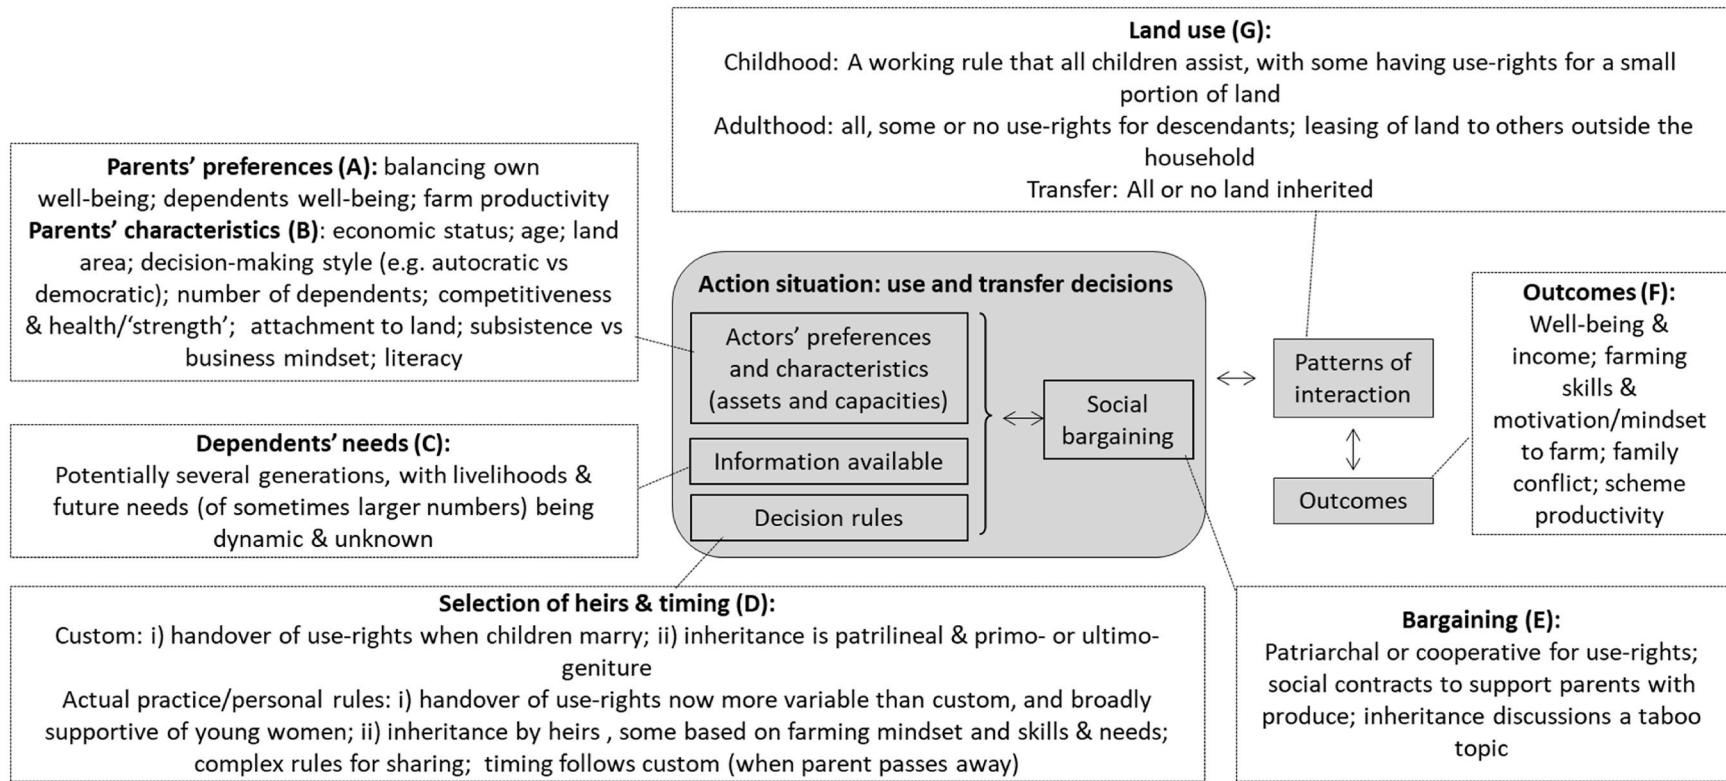 Land use (G):
Childhood: A working rule that all children assist, with some having use-rights for a small
portion of land
Adulthood: all, some or no use-rights for descendants; leasing of land to others outside the
household
Transfer: All or no land inherited
Parents’ preferences (A): balancing own
well-being; dependents well-being; farm productivity
Parents’ characteristics (B): economic status; age; land
area; decision-making style (e.g. autocratic vs
democratic); number of dependents; competitiveness
& health/‘strength’; attachment to land; subsistence vs
business mindset; literacy
Dependents’ needs (C):
Potentially several generations, with livelihoods &
future needs (of sometimes larger numbers) being
dynamic & unknown
Action situation: use and transfer decisions
Actors’ preferences
and characteristics
(assets and capacities)
Information available
Decision rules
Social
bargaining
Patterns of
interaction
Outcomes
Outcomes (F):
Well-being &
income; farming
skills &
motivation/mindset
to farm; family
conflict; scheme
productivity
Selection of heirs & timing (D):
Custom: i) handover of use-rights when children marry; ii) inheritance is patrilineal & primo- or ultimo-
geniture
Actual practice/personal rules: i) handover of use-rights now more variable than custom, and broadly
supportive of young women; ii) inheritance by heirs , some based on farming mindset and skills & needs;
complex rules for sharing; timing follows custom (when parent passes away)
Bargaining (E):
Patriarchal or cooperative for use-rights;
social contracts to support parents with
produce; inheritance discussions a taboo
topic